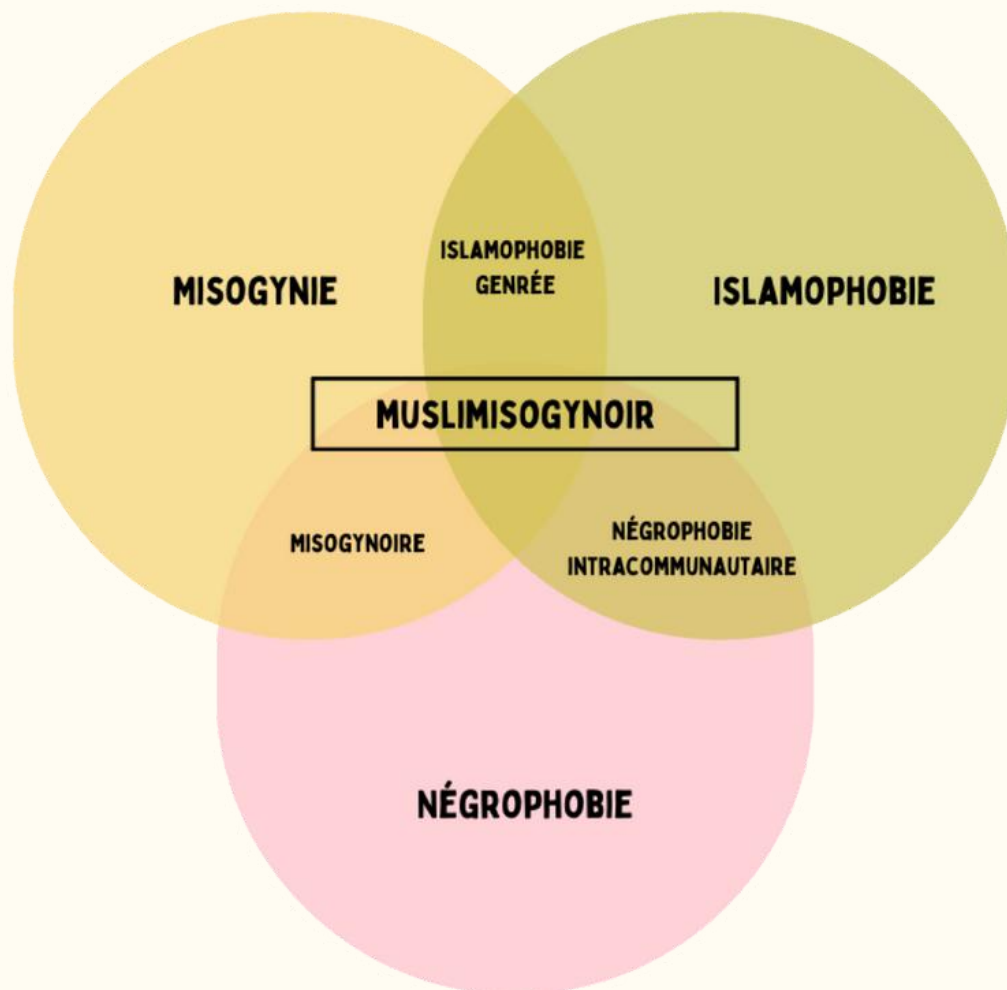 ISLAMOPHOBIE
GENRÉE
MISOGYNIE
ISLAMOPHOBIE
MUSLIMISOGYNOIR
MISOGYNOIRE
NÉGROPHOBIE
INTRACOMMUNAUTAIRE
NÉGROPHOBIE